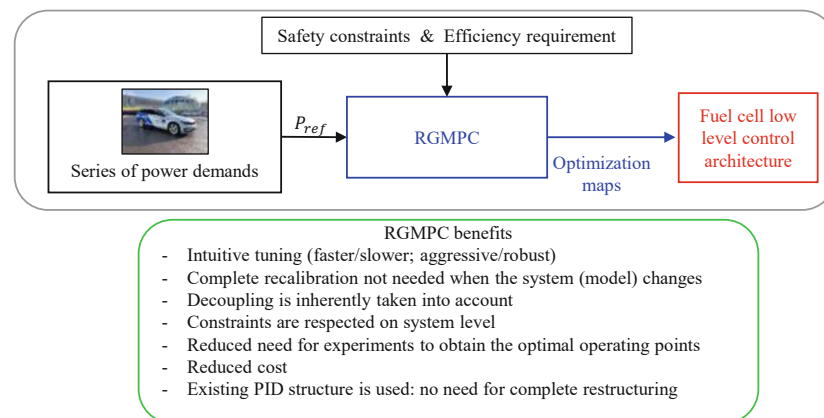 Safety constraints & Efficiency requirement
Series of power demands
P_ref
RGMPC
Optimization
maps
Fuel cell low
level control
architecture
RGMPC benefits
- Intuitive tuning (faster/slower; aggressive/robust)
- Complete recalibration not needed when the system (model) changes
- Decoupling is inherently taken into account
- Constraints are respected on system level
- Reduced need for experiments to obtain the optimal operating points
- Reduced cost
- Existing PID structure is used: no need for complete restructuring